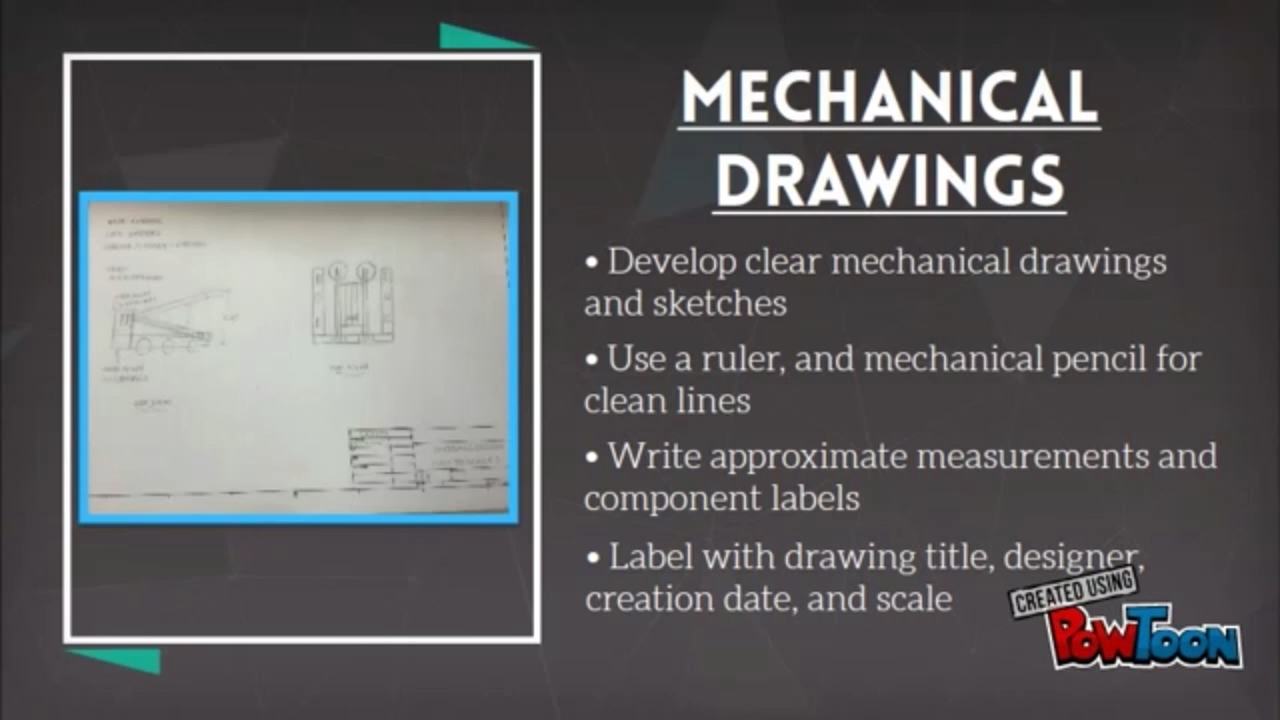 MECHANICAL
DRAWINGS
• Develop clear mechanical drawings
and sketches
• Use a ruler, and mechanical pencil for
clean lines
• Write approximate measurements and
component labels
• Label with drawing title, designer,
creation date, and scale
CREATED USING
POWTOON